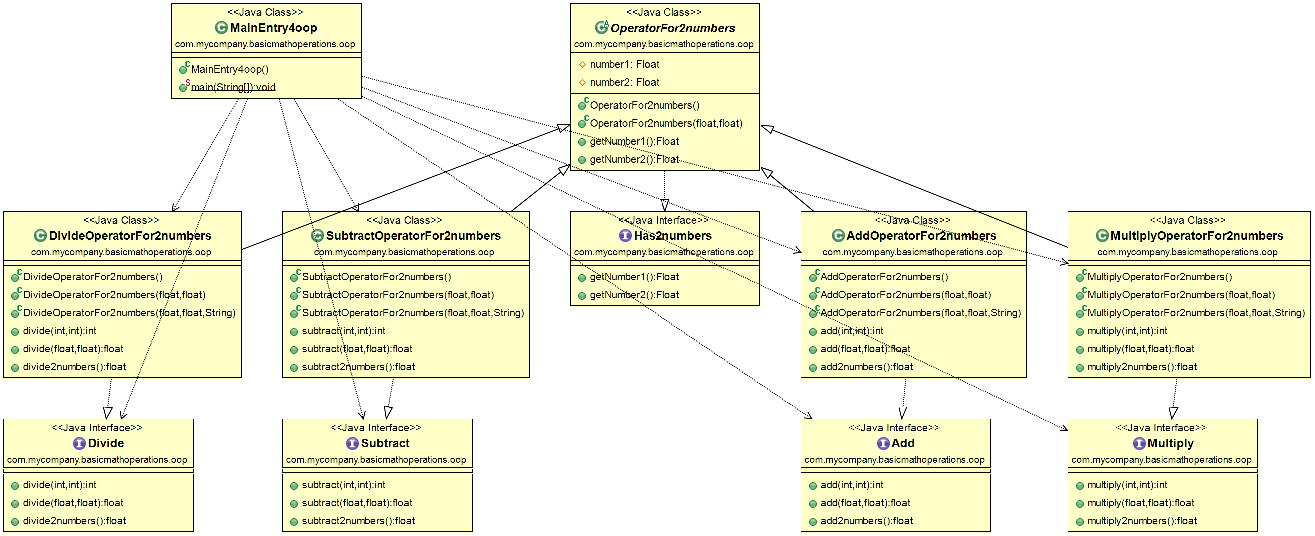 <<Java Class>>
MainEntry4oop
com.mycompany.basicmathoperations.oop
MainEntry4oop()
main(String[]):void
<<Java Class>>
OperatorFor2numbers
com.mycompany.basicmathoperations.oop
number1: Float
number2: Float
OperatorFor2numbers()
OperatorFor2numbers(float,float)
getNumber1():Float
getNumber2():Float
<<Java Class>>
DivideOperatorFor2numbers
com.mycompany.basicmathoperations.oop
DivideOperatorFor2numbers()
DivideOperatorFor2numbers(float,float)
DivideOperatorFor2numbers(float,float,String)
divide(int,int):int
divide(float,float):float
divide2numbers():float
<<Java Class>>
SubtractOperatorFor2numbers
com.mycompany.basicmathoperations.oop
SubtractOperatorFor2numbers()
SubtractOperatorFor2numbers(float,float)
SubtractOperatorFor2numbers(float,float,String)
subtract(int,int):int
subtract(float,float):float
subtract2numbers():float
<<Java Interface>>
Has2numbers
com.mycompany.basicmathoperations.oop
getNumber1():Float
getNumber2():Float
<<Java Class>>
AddOperatorFor2numbers
com.mycompany.basicmathoperations.oop
AddOperatorFor2numbers()
AddOperatorFor2numbers(float,float)
AddOperatorFor2numbers(float,float,String)
add(int,int):int
add(float,float):float
add2numbers():float
<<Java Class>>
MultiplyOperatorFor2numbers
com.mycompany.basicmathoperations.oop
MultiplyOperatorFor2numbers()
MultiplyOperatorFor2numbers(float,float)
MultiplyOperatorFor2numbers(float,float,String)
multiply(int,int):int
multiply(float,float):float
multiply2numbers():float
<<Java Interface>>
Divide
com.mycompany.basicmathoperations.oop
divide(int,int):int
divide(float,float):float
divide2numbers():float
<<Java Interface>>
Subtract
com.mycompany.basicmathoperations.oop
subtract(int,int):int
subtract(float,float):float
subtract2numbers():float
<<Java Interface>>
Add
com.mycompany.basicmathoperations.oop
add(int,int):int
add(float,float):float
add2numbers():float
<<Java Interface>>
Multiply
com.mycompany.basicmathoperations.oop
multiply(int,int):int
multiply(float,float):float
multiply2numbers():float